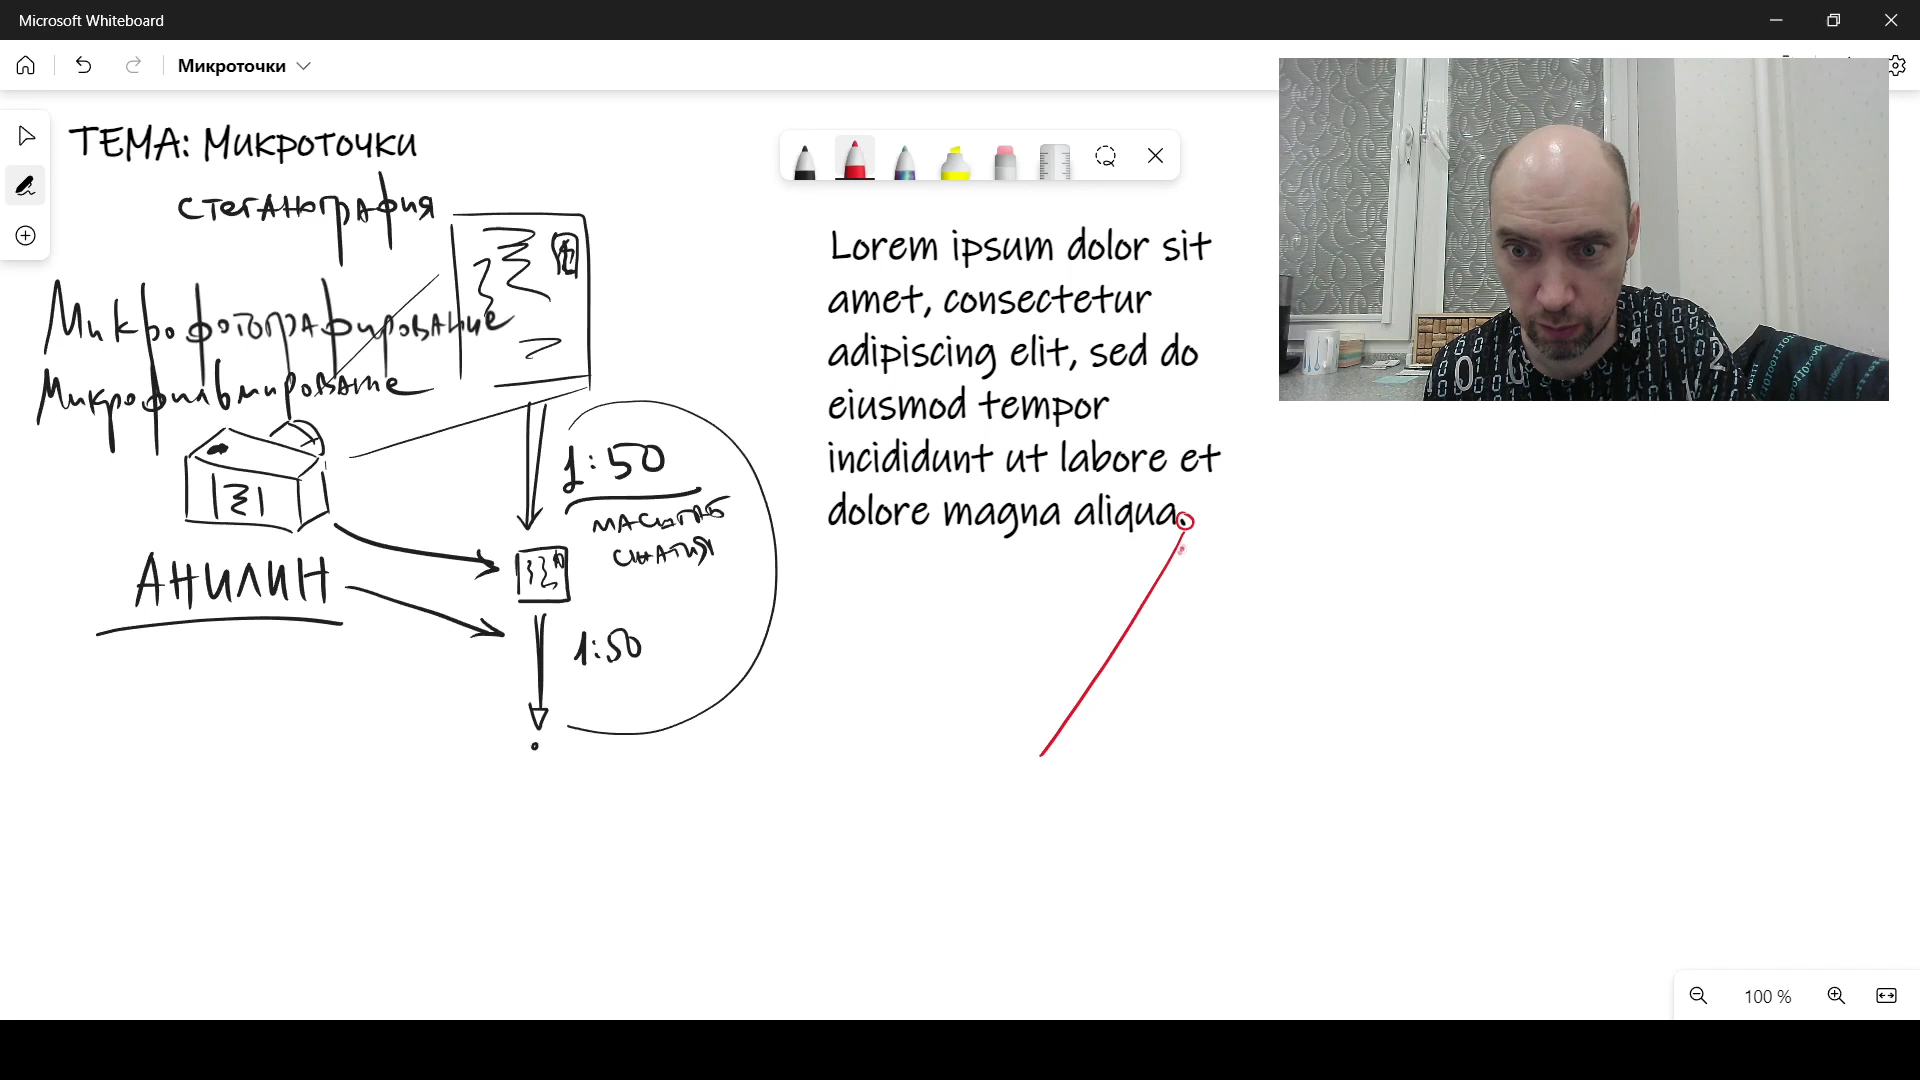 Microsoft Whiteboard
Микроточки
ТЕМА: Микроточки
стеганография
Микрофотографирование
Микрофильмирование
1:50
масштаб
снатия
АНИЛИН
1:50
Lorem ipsum dolor sit
amet, consectetur
adipiscing elit, sed do
eiusmod tempor
incididunt ut labore et
dolore magna aliqua.
100 %